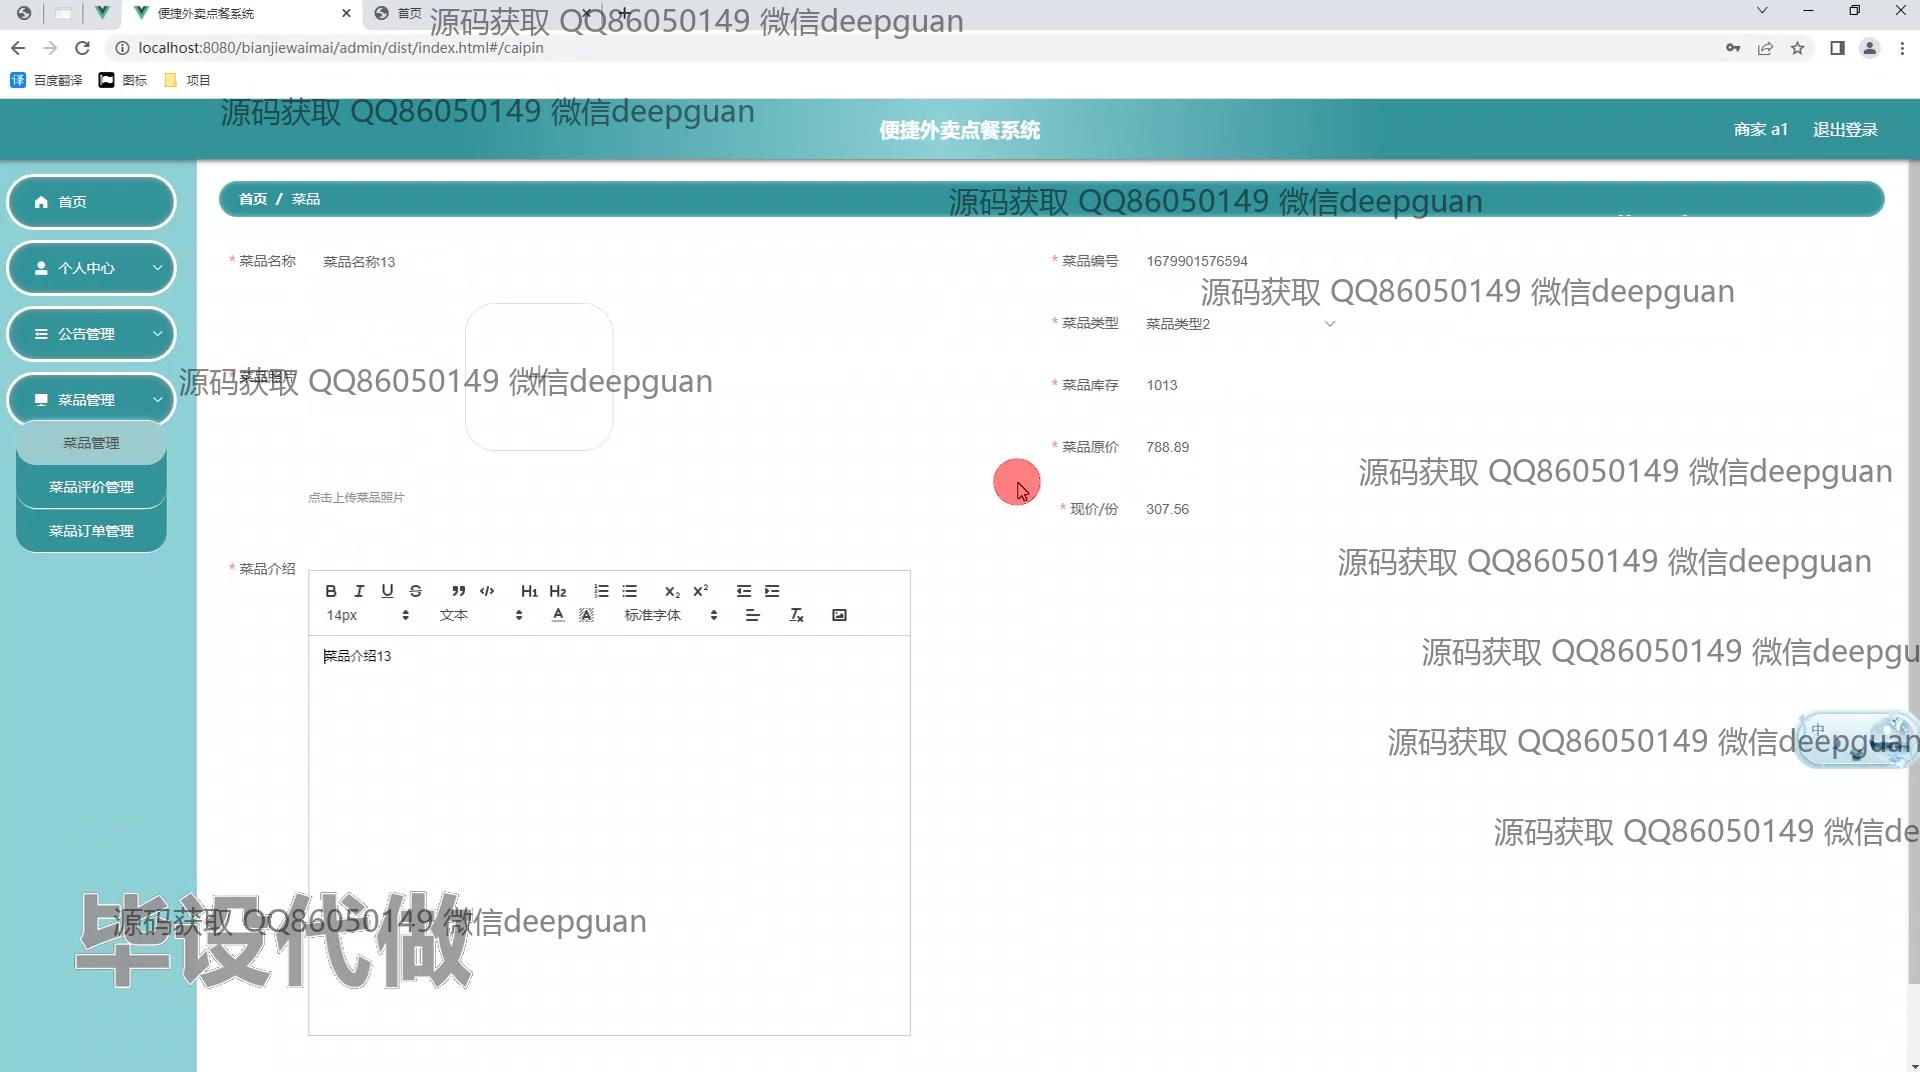 便捷外卖点餐系统
首页
源码获取 QQ86050149 微信deepguan
localhost:8080/bianjiewaimai/admin/dist/index.html#/caipin
译 百度翻译 图标 项目
源码获取 QQ86050149 微信deepguan
便捷外卖点餐系统
商家 a1 退出登录
首页
首页 / 菜品
源码获取 QQ86050149 微信deepguan
个人中心
* 菜品名称 菜品名称13
* 菜品编号 1679901576594
源码获取 QQ86050149 微信deepguan
公告管理
* 菜品类型 菜品类型2
* 菜品照片
源码获取 QQ86050149 微信deepguan
* 菜品库存 1013
菜品管理
菜品管理
* 菜品原价 788.89
源码获取 QQ86050149 微信deepguan
菜品评价管理
点击上传菜品照片
* 现价/份 307.56
菜品订单管理
源码获取 QQ86050149 微信deepguan
* 菜品介绍
B I U S ” </> H1 H2 X2 X²
14px 文本 A A 标准字体 Tx
菜品介绍13
源码获取 QQ86050149 微信deepgu
中
源码获取 QQ86050149 微信deepguan
源码获取 QQ86050149 微信de
源码获取 QQ86050149 微信deepguan
毕设代做